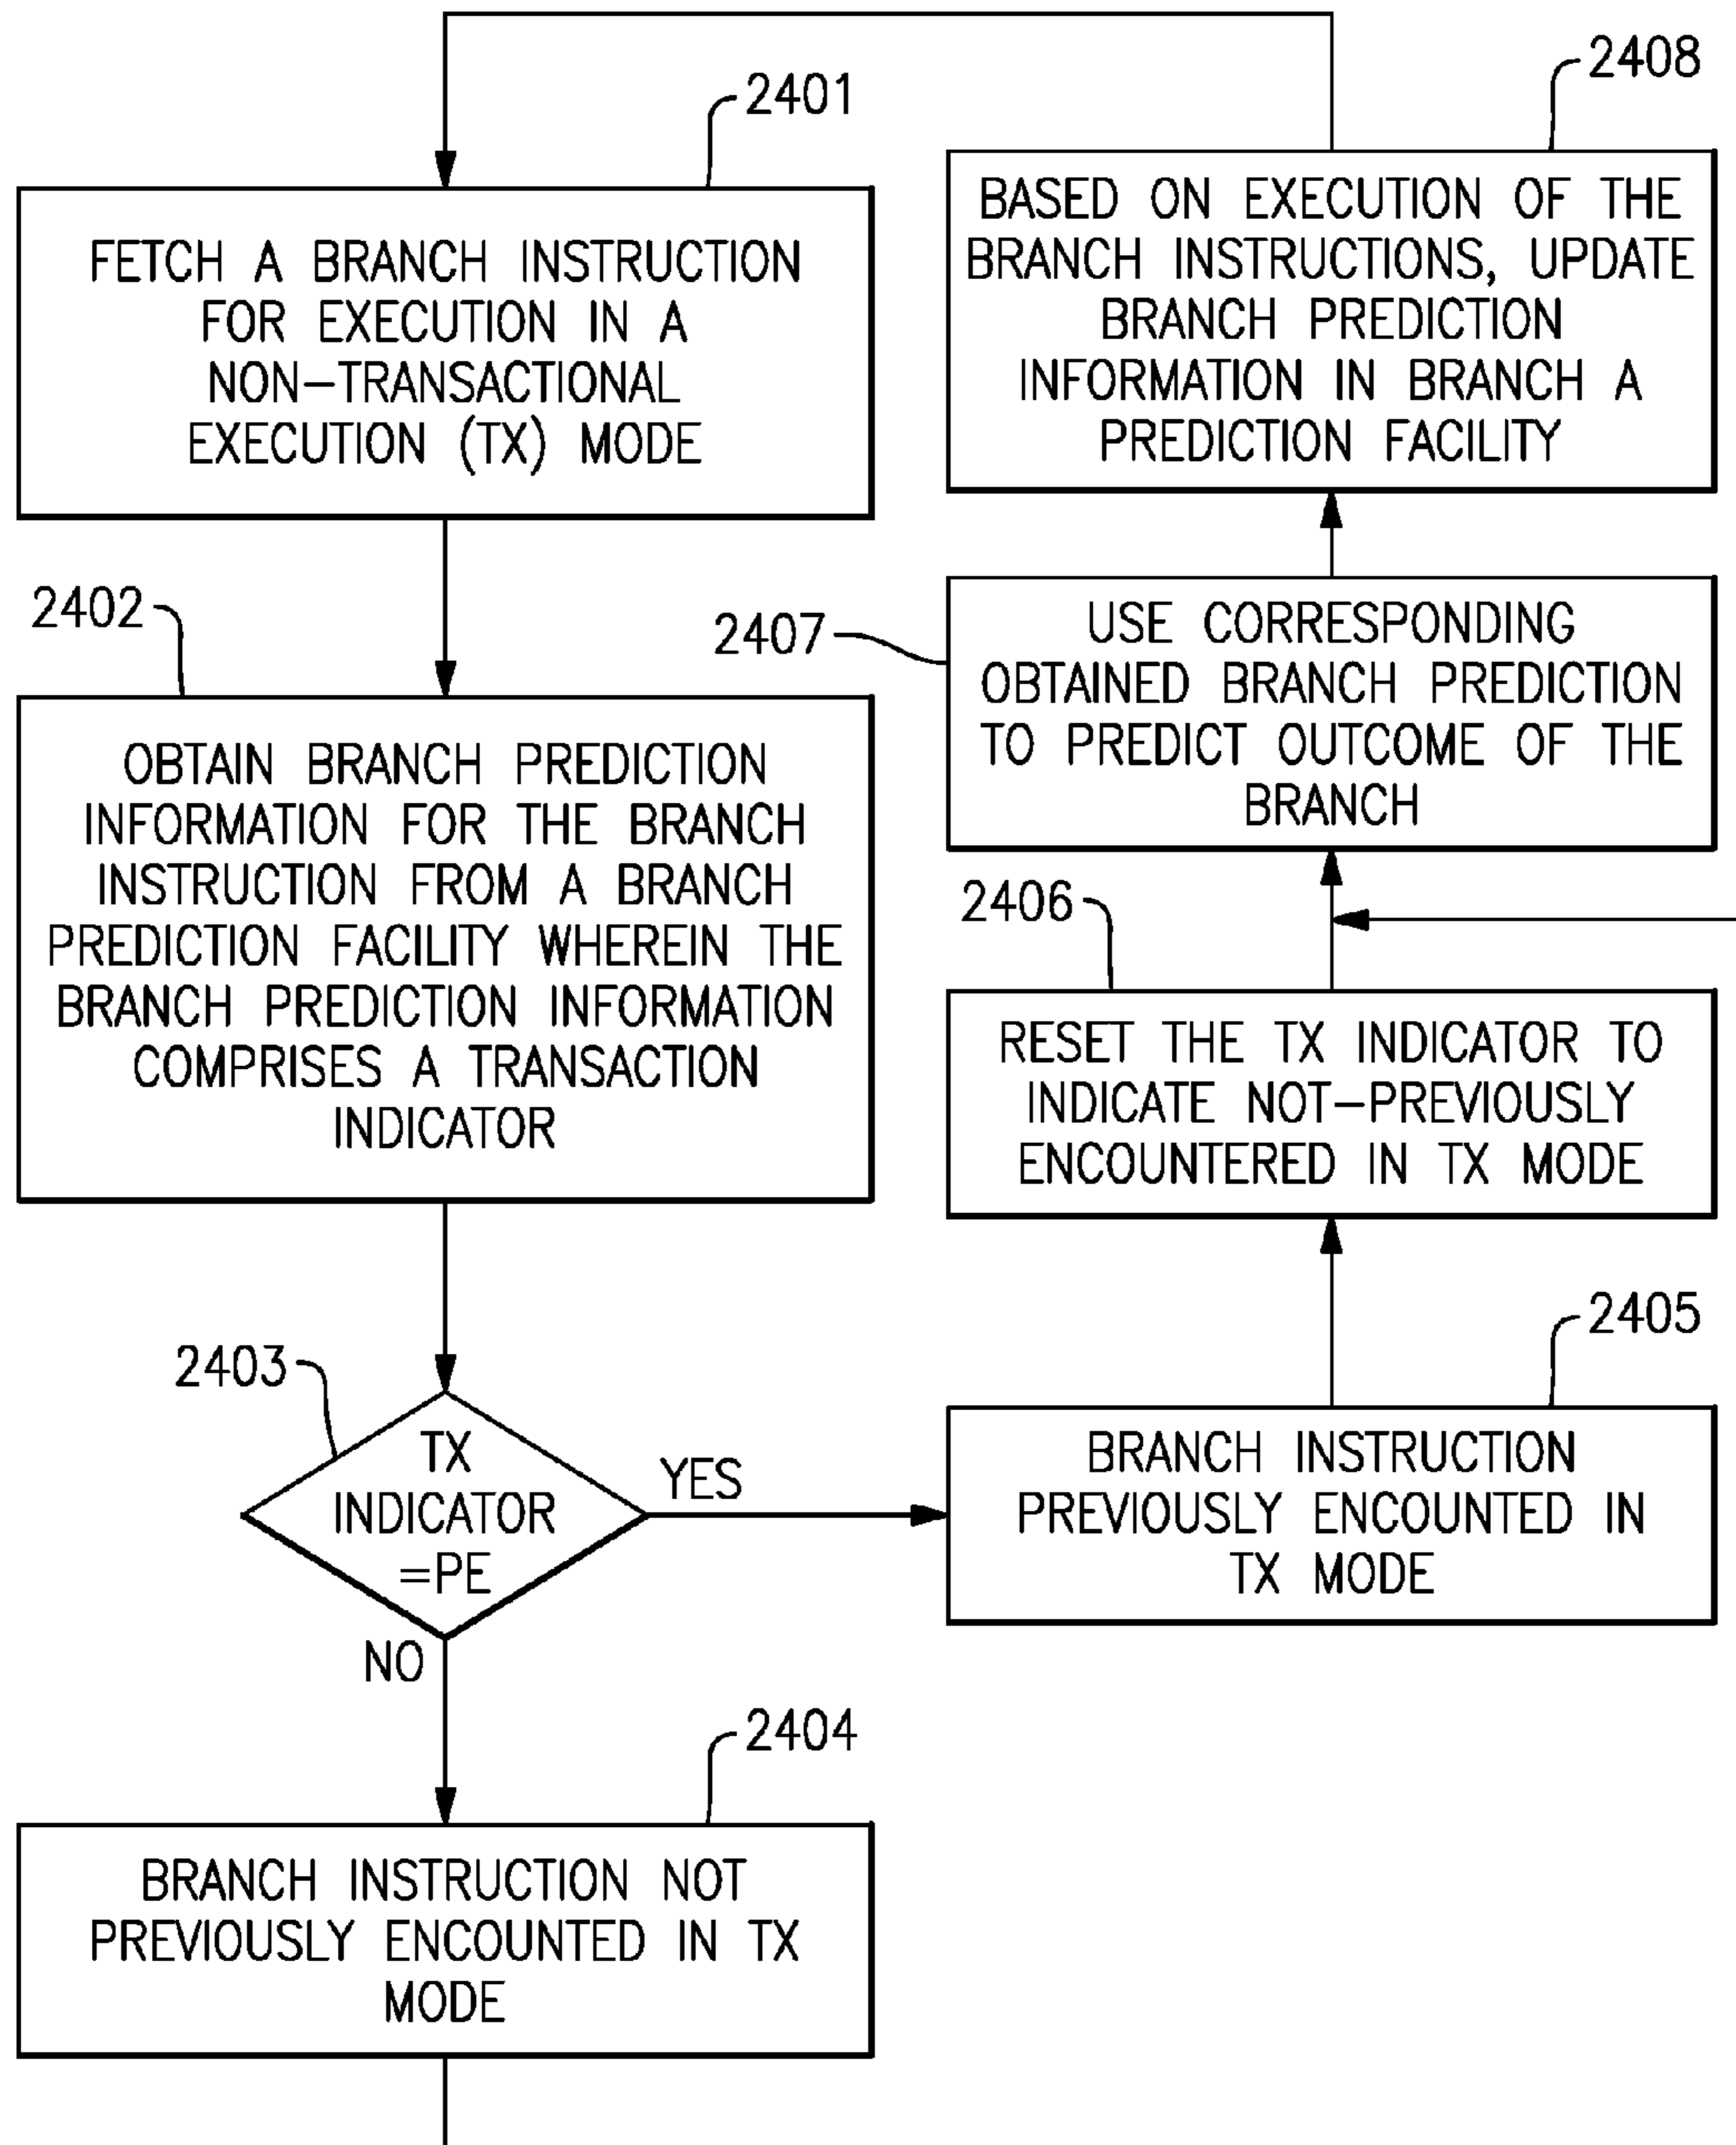 2401
FETCH A BRANCH INSTRUCTION
FOR EXECUTION IN A
NON-TRANSACTIONAL
EXECUTION (TX) MODE
2402
OBTAIN BRANCH PREDICTION
INFORMATION FOR THE BRANCH
INSTRUCTION FROM A BRANCH
PREDICTION FACILITY WHEREIN THE
BRANCH PREDICTION INFORMATION
COMPRISES A TRANSACTION
INDICATOR
2403
TX
INDICATOR
=PE
YES
NO
2404
BRANCH INSTRUCTION NOT
PREVIOUSLY ENCOUNTED IN TX
MODE
2405
BRANCH INSTRUCTION
PREVIOUSLY ENCOUNTED IN
TX MODE
2406
RESET THE TX INDICATOR TO
INDICATE NOT-PREVIOUSLY
ENCOUNTERED IN TX MODE
2407
USE CORRESPONDING
OBTAINED BRANCH PREDICTION
TO PREDICT OUTCOME OF THE
BRANCH
2408
BASED ON EXECUTION OF THE
BRANCH INSTRUCTIONS, UPDATE
BRANCH PREDICTION
INFORMATION IN BRANCH A
PREDICTION FACILITY